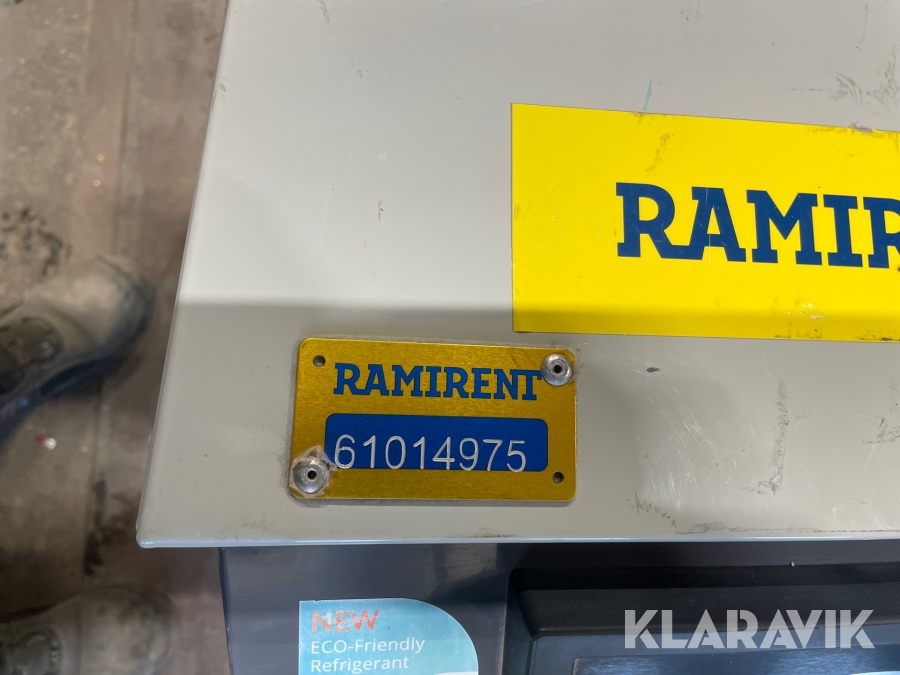 RAMIR
RAMIRENT
61014975
NEW
ECO-Friendly
Refrigerant
KLARAVIK